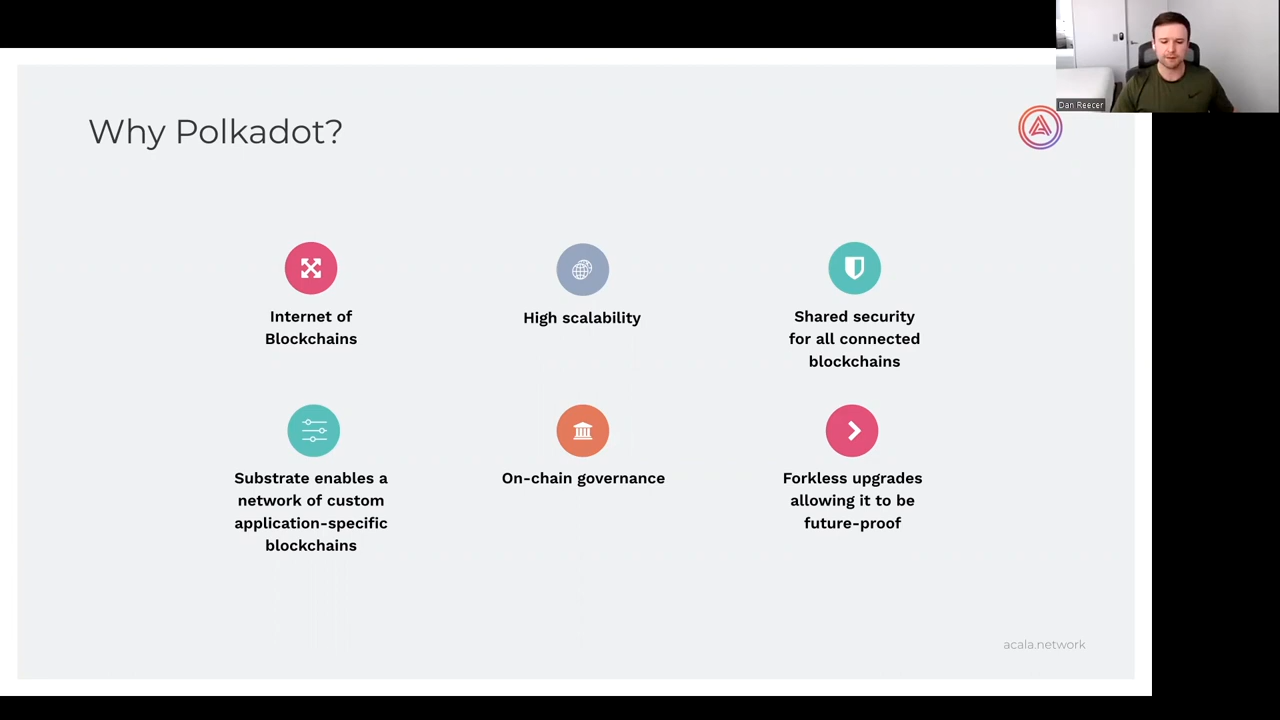 Dan Reecer
Why Polkadot?
Internet of
Blockchains
High scalability
Shared security
for all connected
blockchains
Substrate enables a
network of custom
application-specific
blockchains
On-chain governance
Forkless upgrades
allowing it to be
future-proof
acala.network